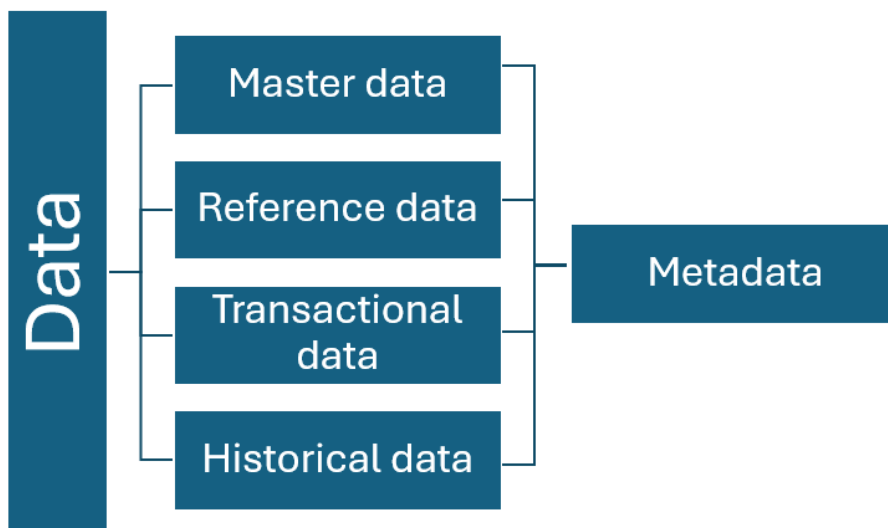 Data
Master data
Reference data
Transactional
data
Historical data
Metadata